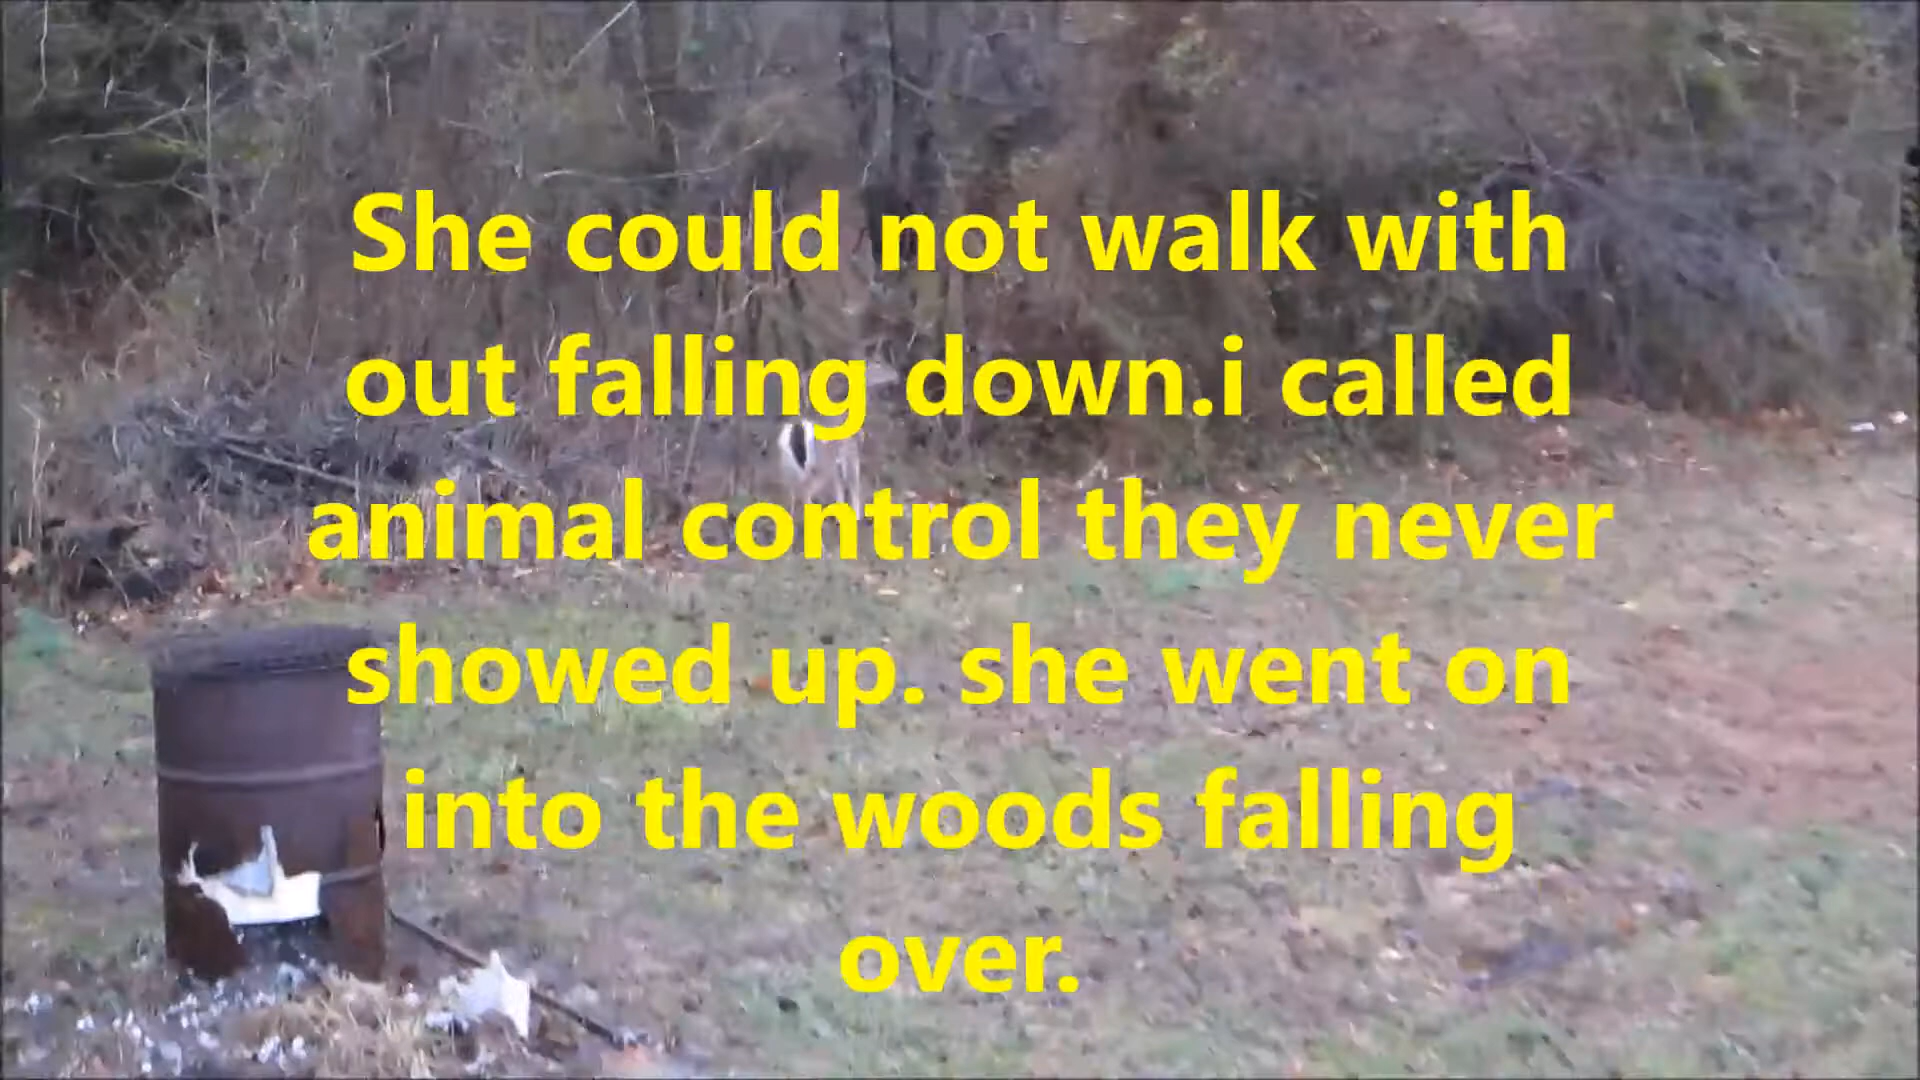 She could not walk with
out falling down.i called
animal control they never
showed up. she went on
into the woods falling
over.